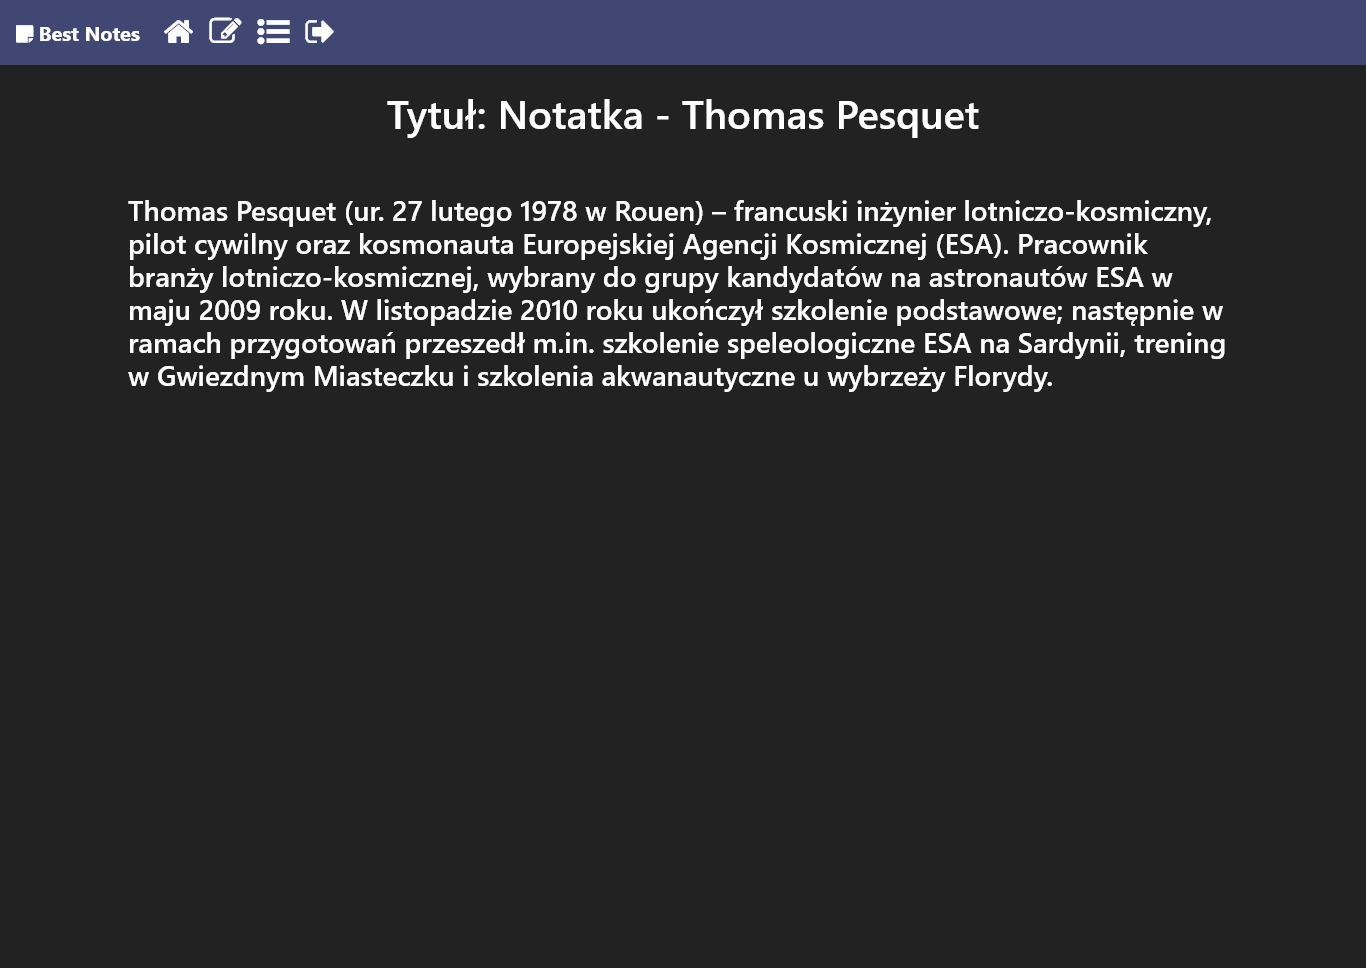 Best Notes
Tytuł: Notatka - Thomas Pesquet
Thomas Pesquet (ur. 27 lutego 1978 w Rouen) – francuski inżynier lotniczo-kosmiczny,
pilot cywilny oraz kosmonauta Europejskiej Agencji Kosmicznej (ESA). Pracownik
branży lotniczo-kosmicznej, wybrany do grupy kandydatów na astronautów ESA w
maju 2009 roku. W listopadzie 2010 roku ukończył szkolenie podstawowe; następnie w
ramach przygotowań przeszedł m.in. szkolenie speleologiczne ESA na Sardynii, trening
w Gwiezdnym Miasteczku i szkolenia akwanautyczne u wybrzeży Florydy.